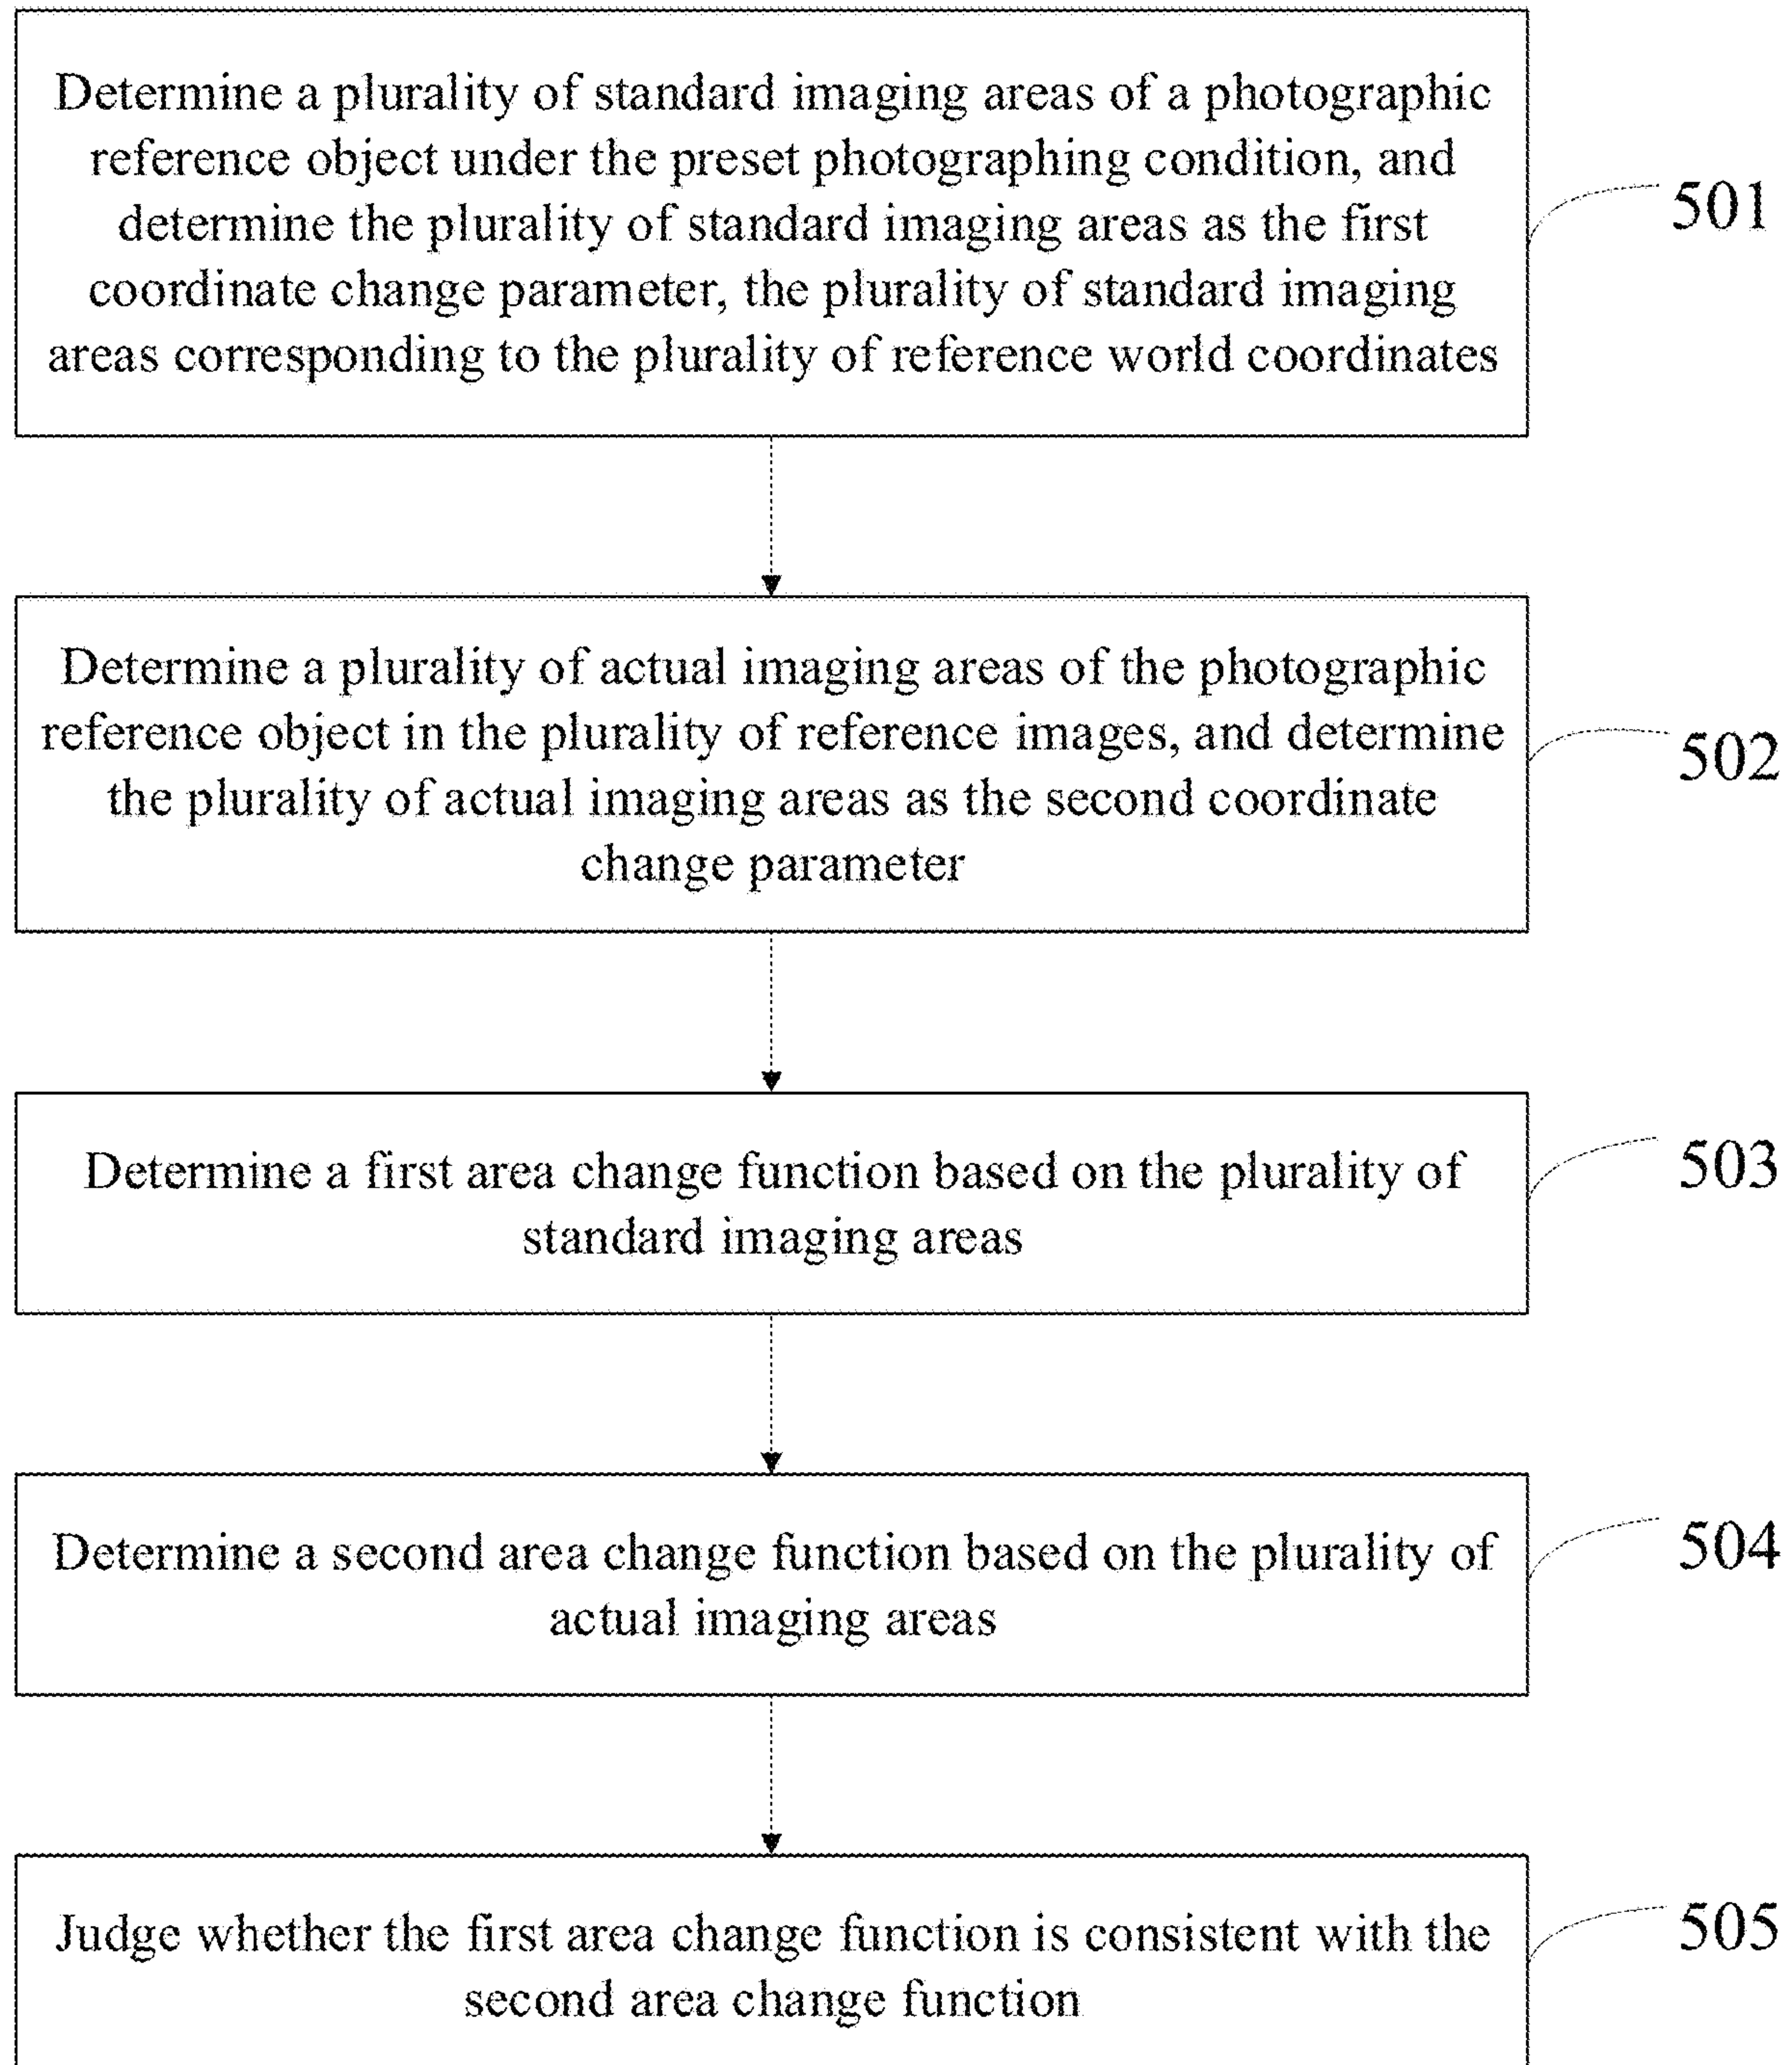 Determine a plurality of standard imaging areas of a photographic
reference object under the preset photographing condition, and
determine the plurality of standard imaging areas as the first
coordinate change parameter, the plurality of standard imaging
areas corresponding to the plurality of reference world coordinates
501
Determine a plurality of actual imaging areas of the photographic
reference object in the plurality of reference images, and determine
the plurality of actual imaging areas as the second coordinate
change parameter
502
Determine a first area change function based on the plurality of
standard imaging areas
503
Determine a second area change function based on the plurality of
actual imaging areas
504
Judge whether the first area change function is consistent with the
second area change function
505